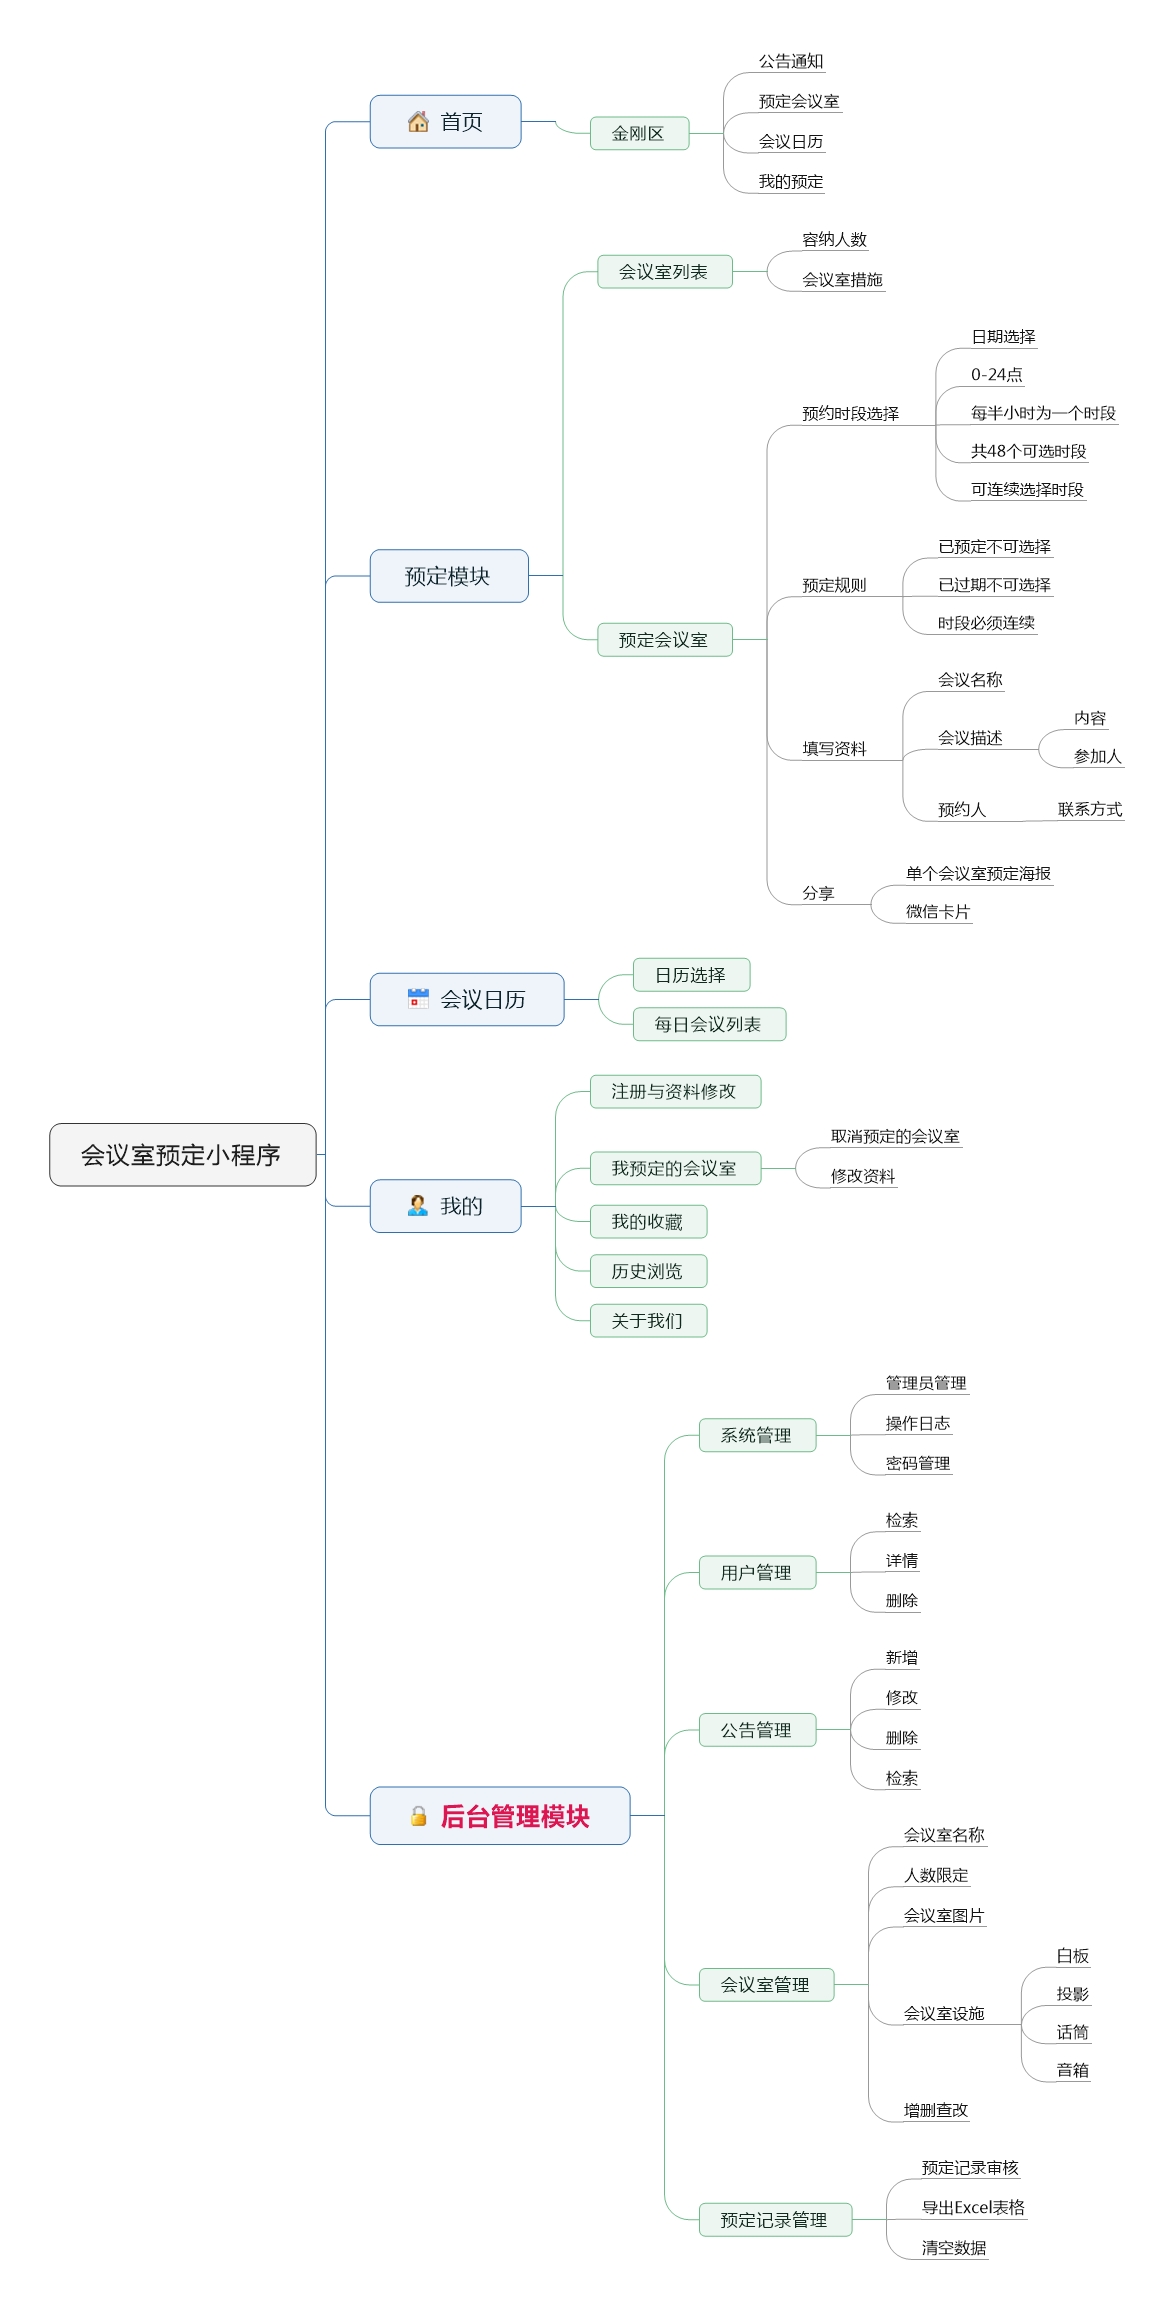 会议室预定小程序
首页
金刚区
公告通知
预定会议室
会议日历
我的预定
预定模块
会议室列表
容纳人数
会议室措施
预定会议室
预约时段选择
日期选择
0-24点
每半小时为一个时段
共48个可选时段
可连续选择时段
预定规则
已预定不可选择
已过期不可选择
时段必须连续
填写资料
会议名称
会议描述
内容
参加人
预约人
联系方式
分享
单个会议室预定海报
微信卡片
会议日历
日历选择
每日会议列表
我的
注册与资料修改
我预定的会议室
取消预定的会议室
修改资料
我的收藏
历史浏览
关于我们
后台管理模块
系统管理
管理员管理
操作日志
密码管理
用户管理
检索
详情
删除
公告管理
新增
修改
删除
检索
会议室管理
会议室名称
人数限定
会议室图片
会议室设施
白板
投影
话筒
音箱
增删查改
预定记录管理
预定记录审核
导出Excel表格
清空数据